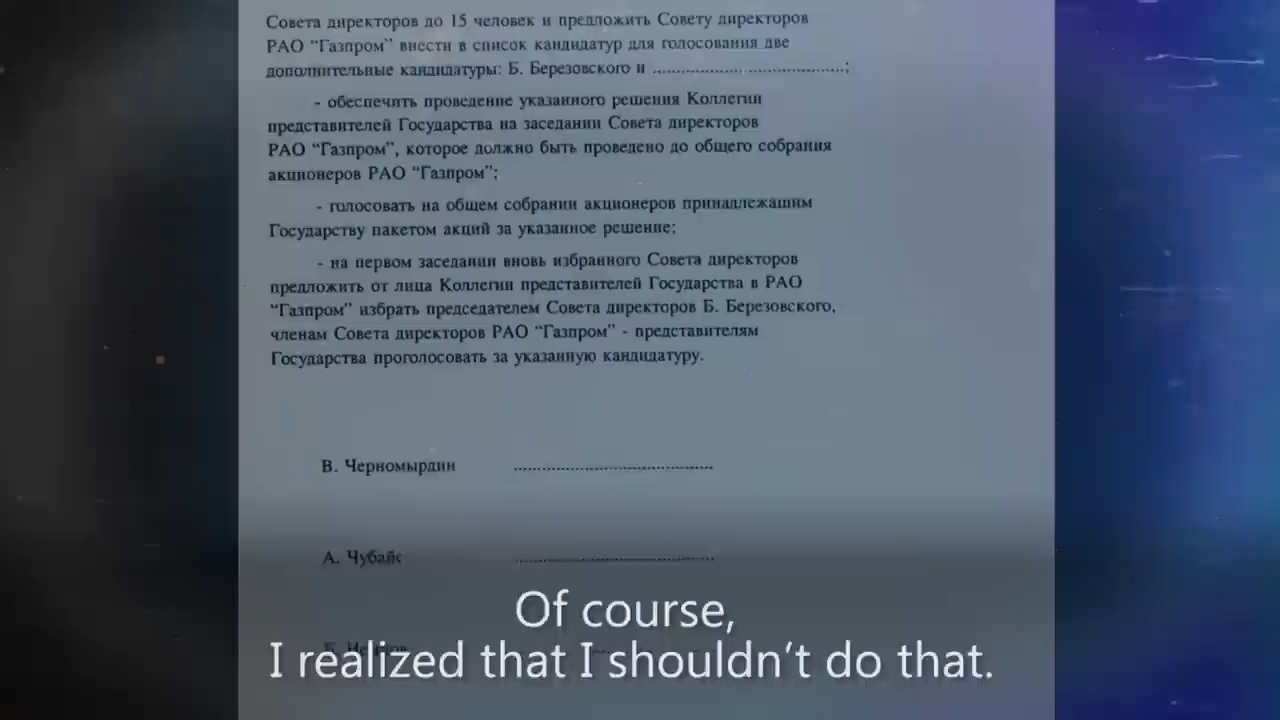 Совета директоров до 15 человек и предложить Совету директоров
РАО "Газпром" внести в список кандидатур для голосования две
дополнительные кандидатуры: Б. Березовского и ........................................;
- обеспечить проведение указанного решения Коллегии
представителей Государства на заседании Совета директоров
РАО "Газпром", которое должно быть проведено до общего собрания
акционеров РАО "Газпром";
- голосовать на общем собрании акционеров принадлежащим
Государству пакетом акций за указанное решение;
- на первом заседании вновь избранного Совета директоров
предложить от лица Коллегии представителей Государства в РАО
"Газпром" избрать председателем Совета директоров Б. Березовского,
членам Совета директоров РАО "Газпром" - представителям
Государства проголосовать за указанную кандидатуру.
В. Черномырдин ........................................
А. Чубайс ........................................
Of course,
I realized that I shouldn't do that.